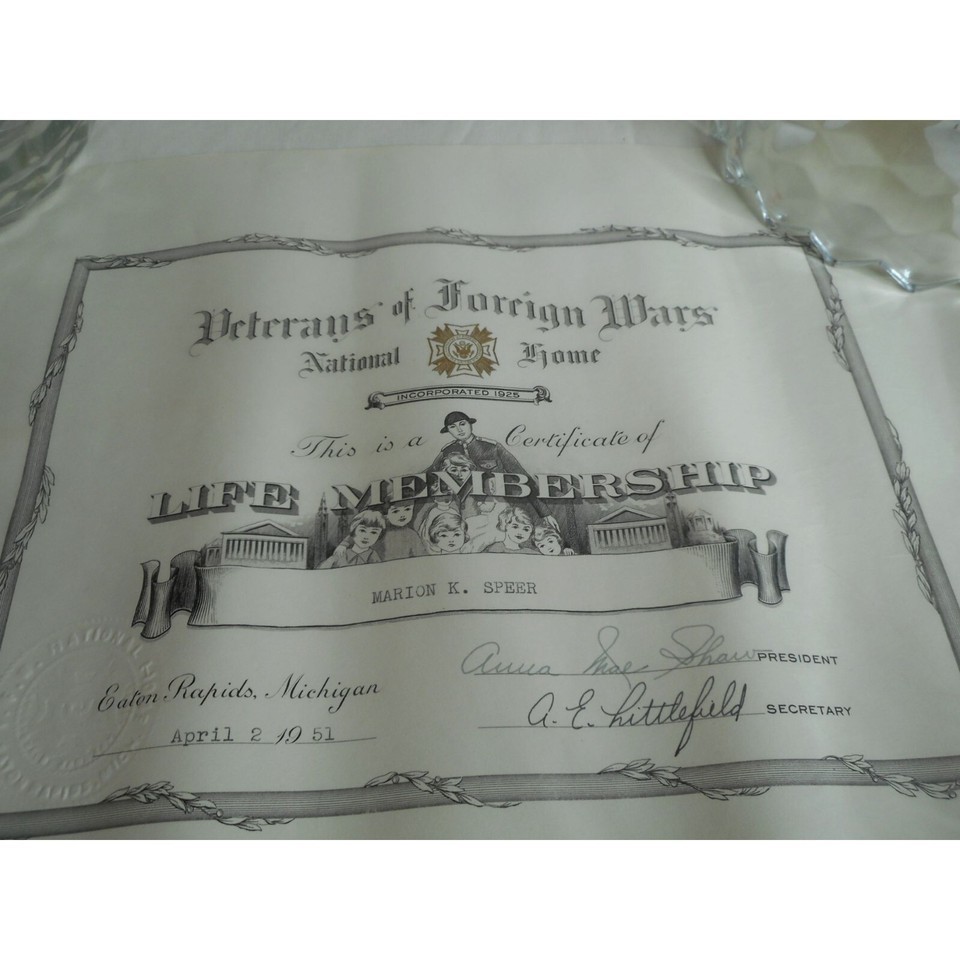 Veterans of Foreign Wars
National Home
INCORPORATED 1925
This is a Certificate of
LIFE MEMBERSHIP
MARION K. SPEER
Anna Mae Shaw PRESIDENT
Eaton Rapids, Michigan
A. E. Littlefield SECRETARY
April 2 1951
NATIONAL